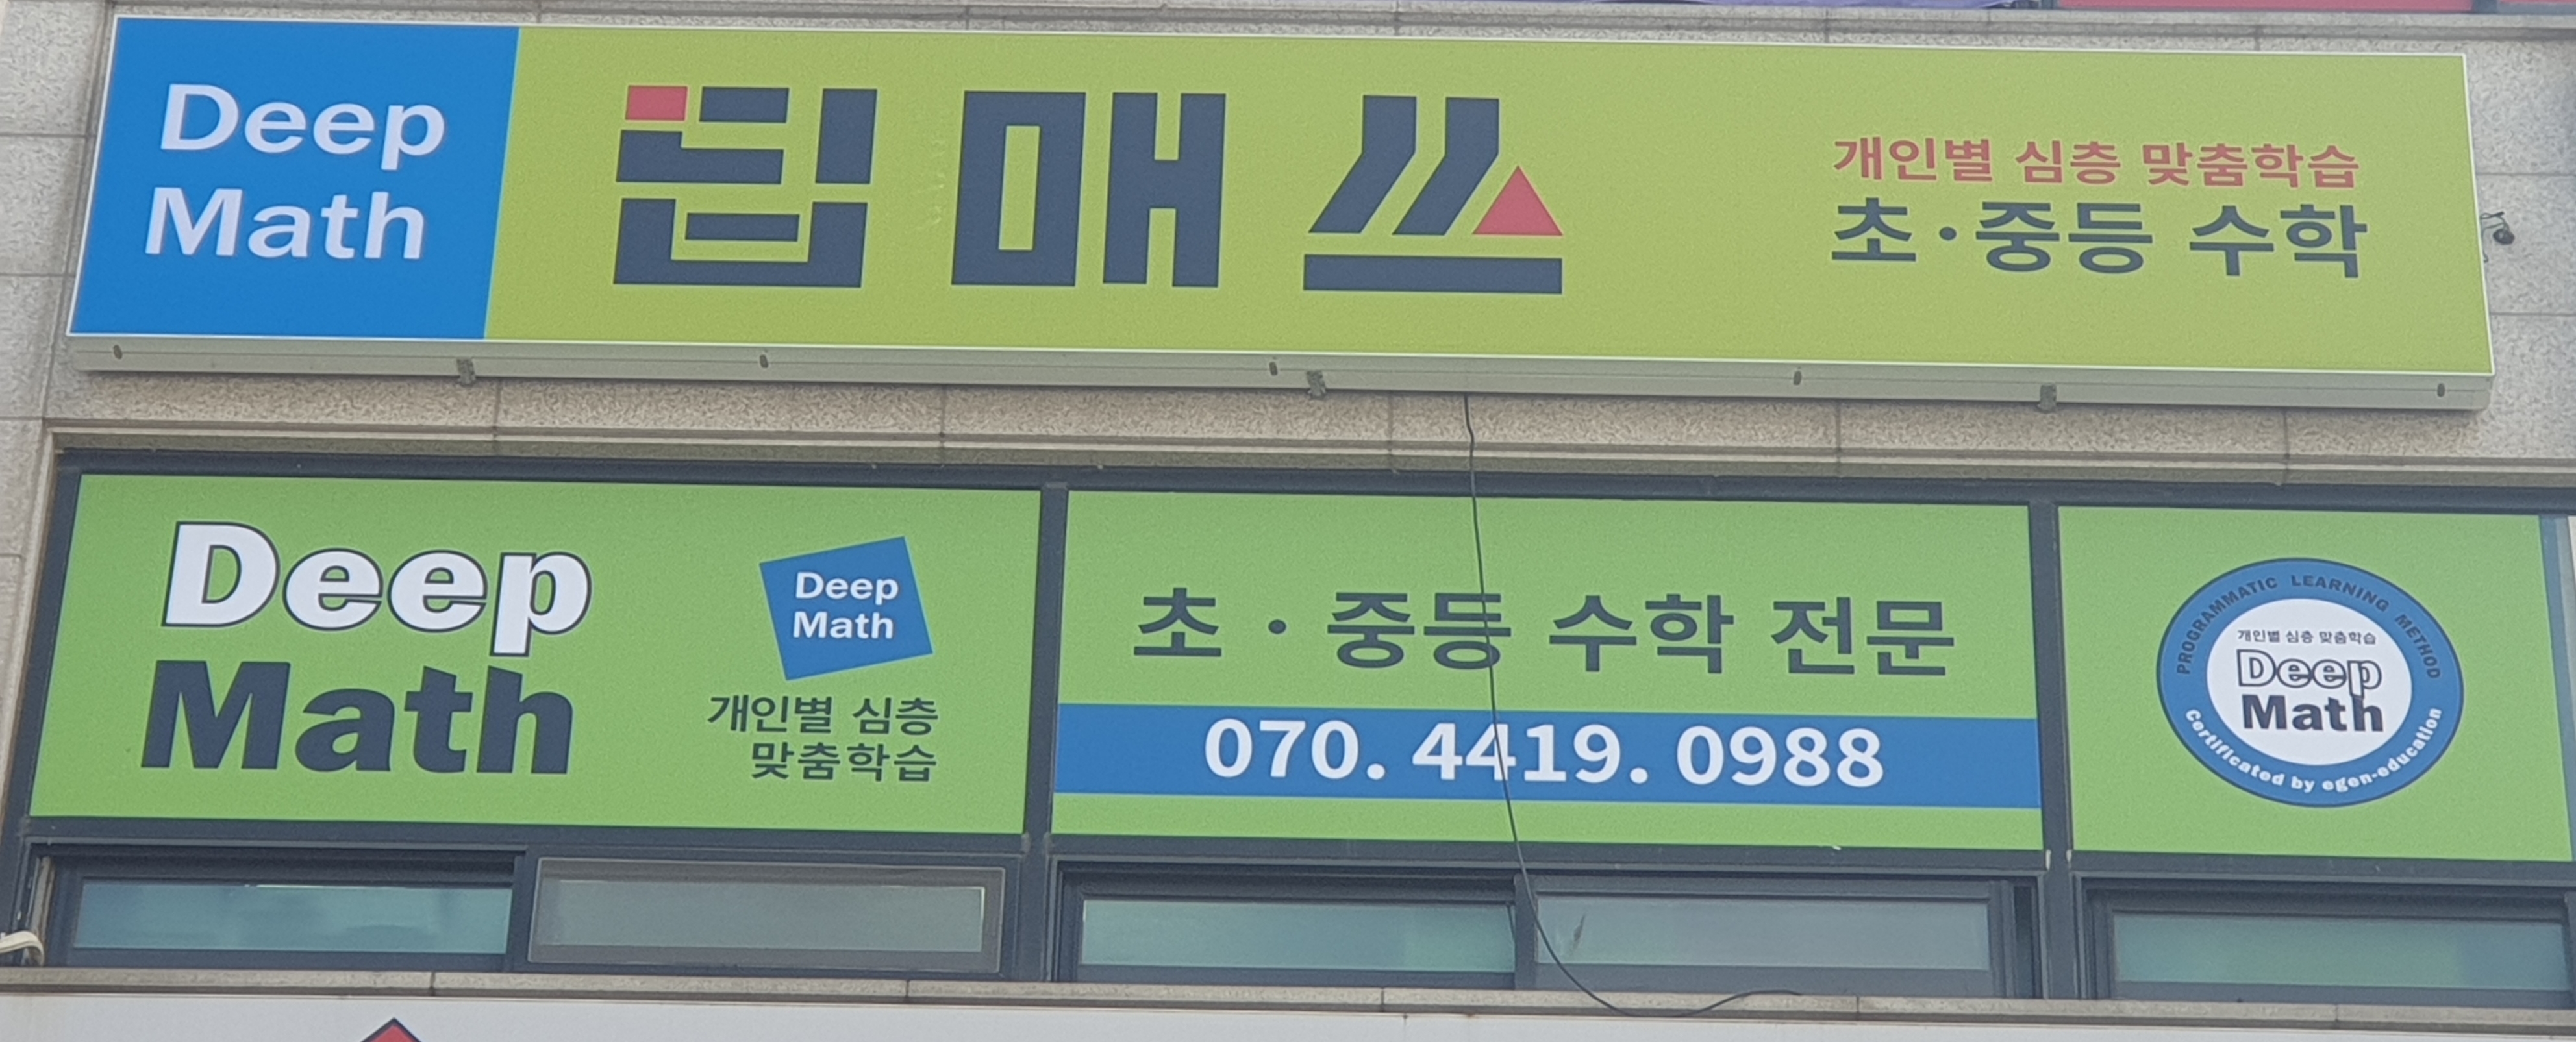 Deep
Math
딥매쓰
개인별 심층 맞춤학습
초·중등 수학
Deep
Math
Deep
Math
개인별 심층
맞춤학습
초·중등 수학 전문
070. 4419. 0988
PROGRAMMATIC LEARNING METHOD
개인별 심층 맞춤학습
Deep
Math
Certificated by egen-education